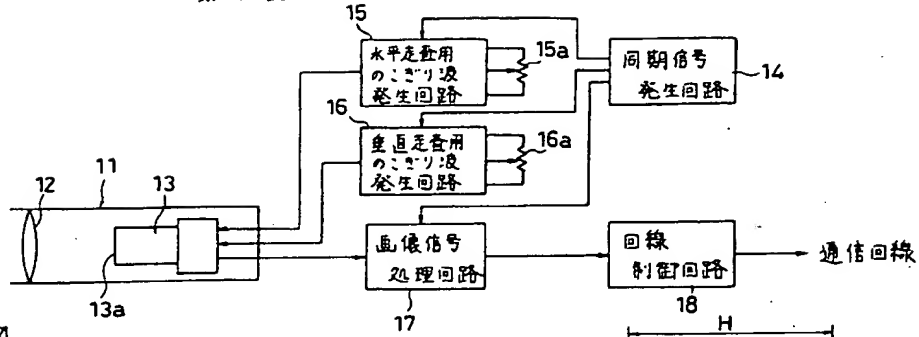 15
水平走査用
のこぎり波
発生回路
15a
同期信号
発生回路
14
16
垂直走査用
のこぎり波
発生回路
16a
11
12
13
13a
画像信号
処理回路
17
回線
制御回路
18
通信回線
H